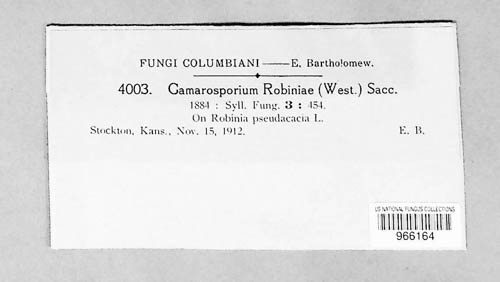 FUNGI COLUMBIANI — E. Bartholomew.
4003. Camarosporium Robiniae (West.) Sacc.
1884 : Syll. Fung. 3 : 454.
On Robinia pseudacacia L.
Stockton, Kans., Nov. 15, 1912. E. B.
US NATIONAL FUNGUS COLLECTIONS
966164